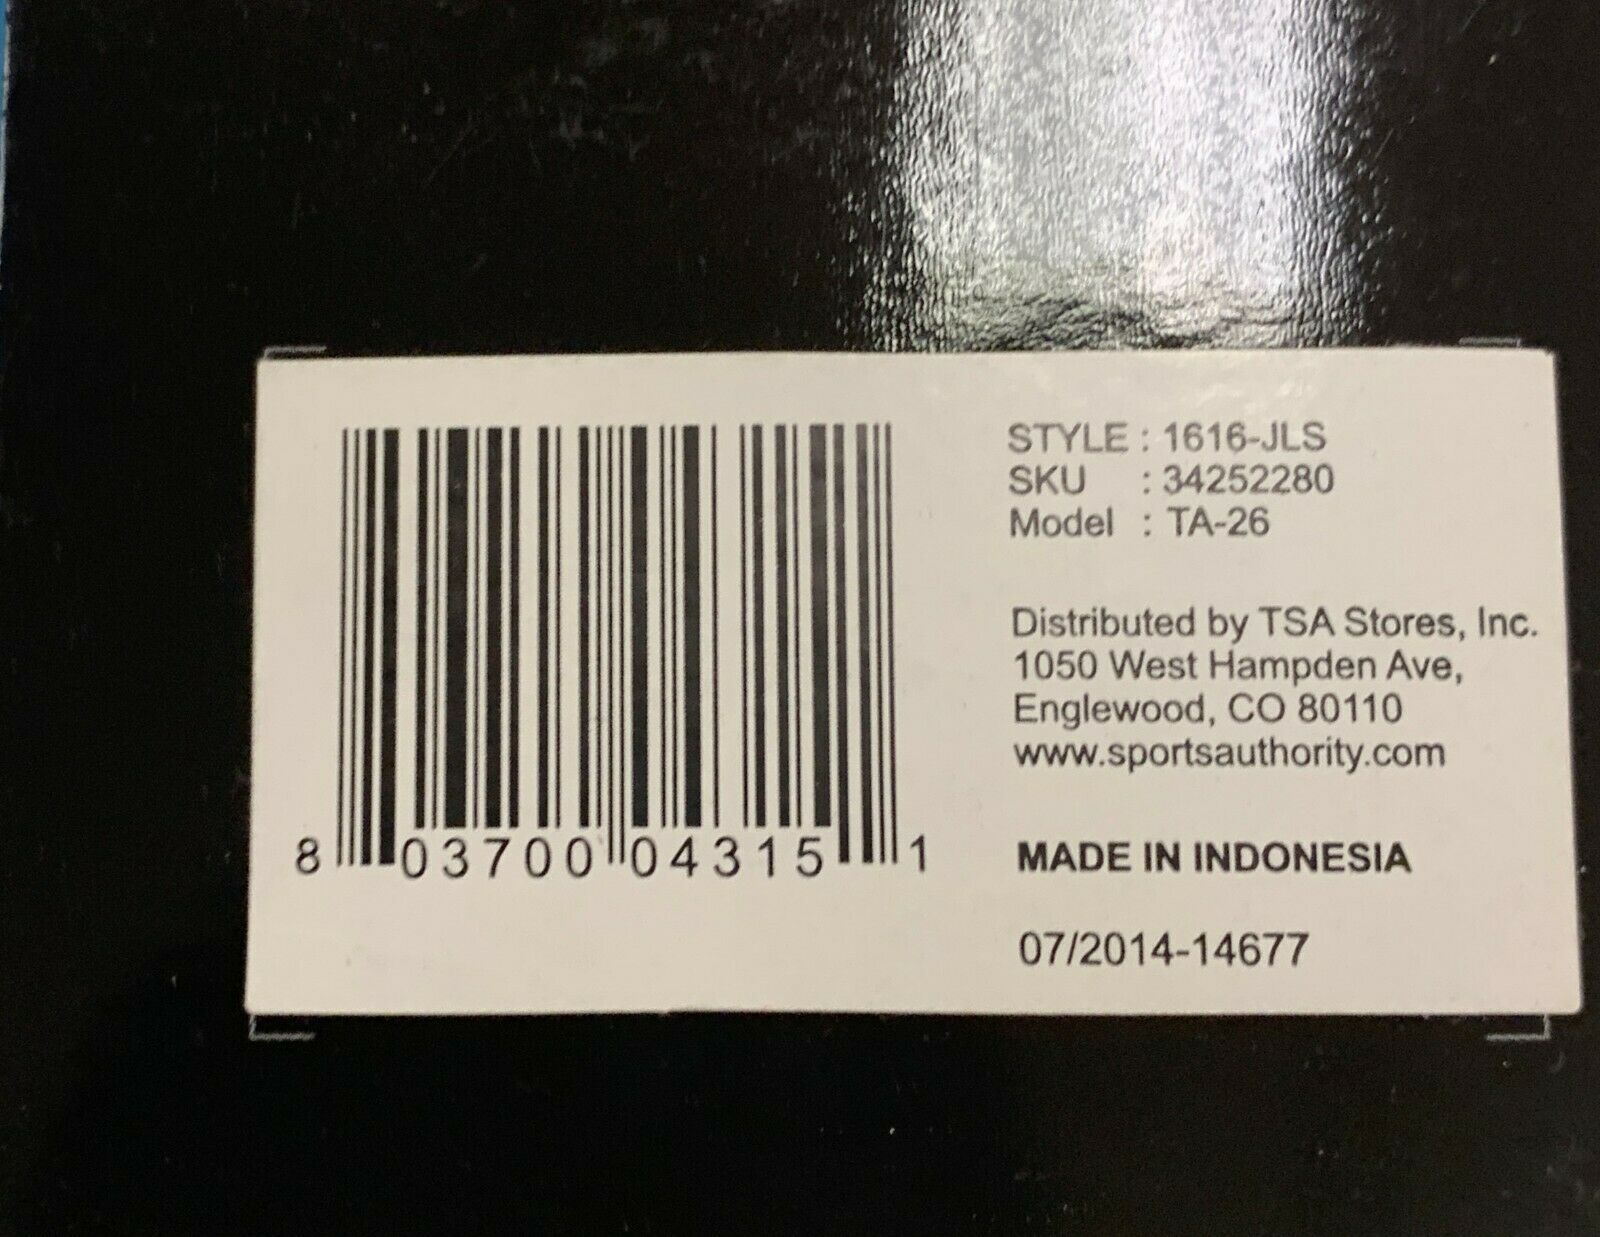 8 03700 04315 1
STYLE : 1616-JLS
SKU : 34252280
Model : TA-26
Distributed by TSA Stores, Inc.
1050 West Hampden Ave,
Englewood, CO 80110
www.sportsauthority.com
MADE IN INDONESIA
07/2014-14677